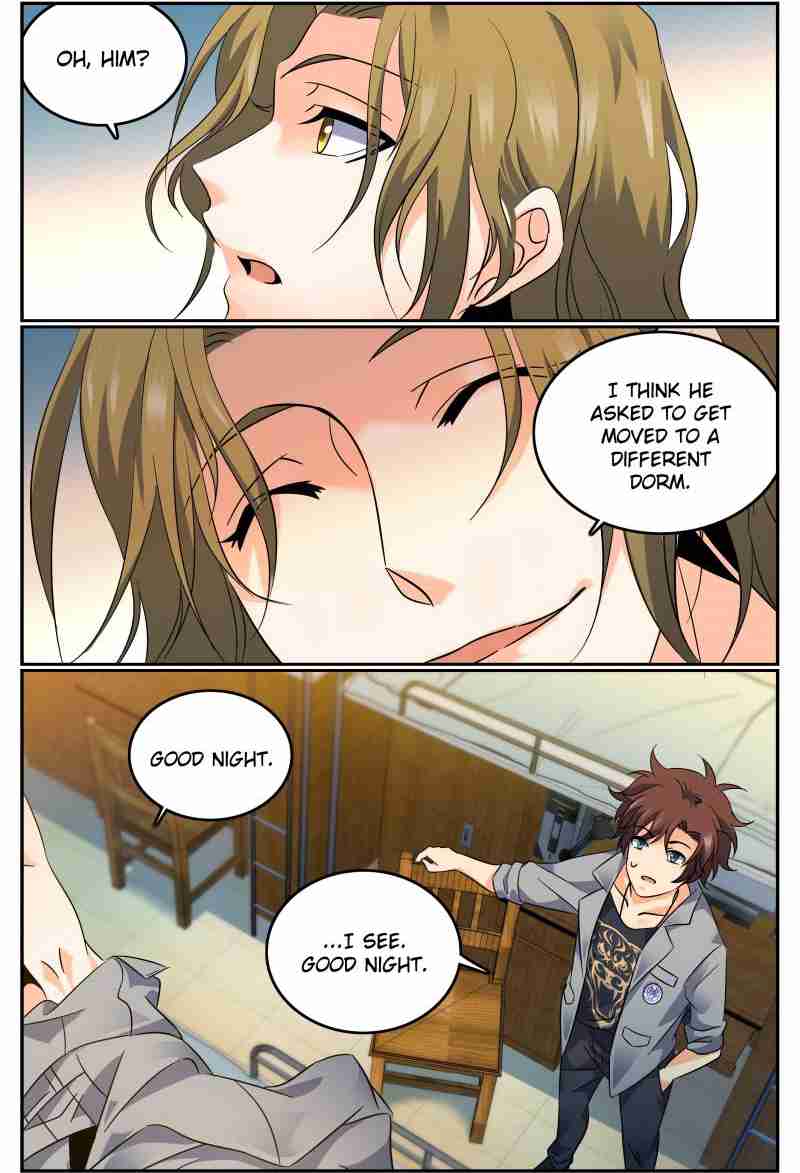 OH, HIM?
I THINK HE
ASKED TO GET
MOVED TO A
DIFFERENT
DORM.
GOOD NIGHT.
...I SEE.
GOOD NIGHT.